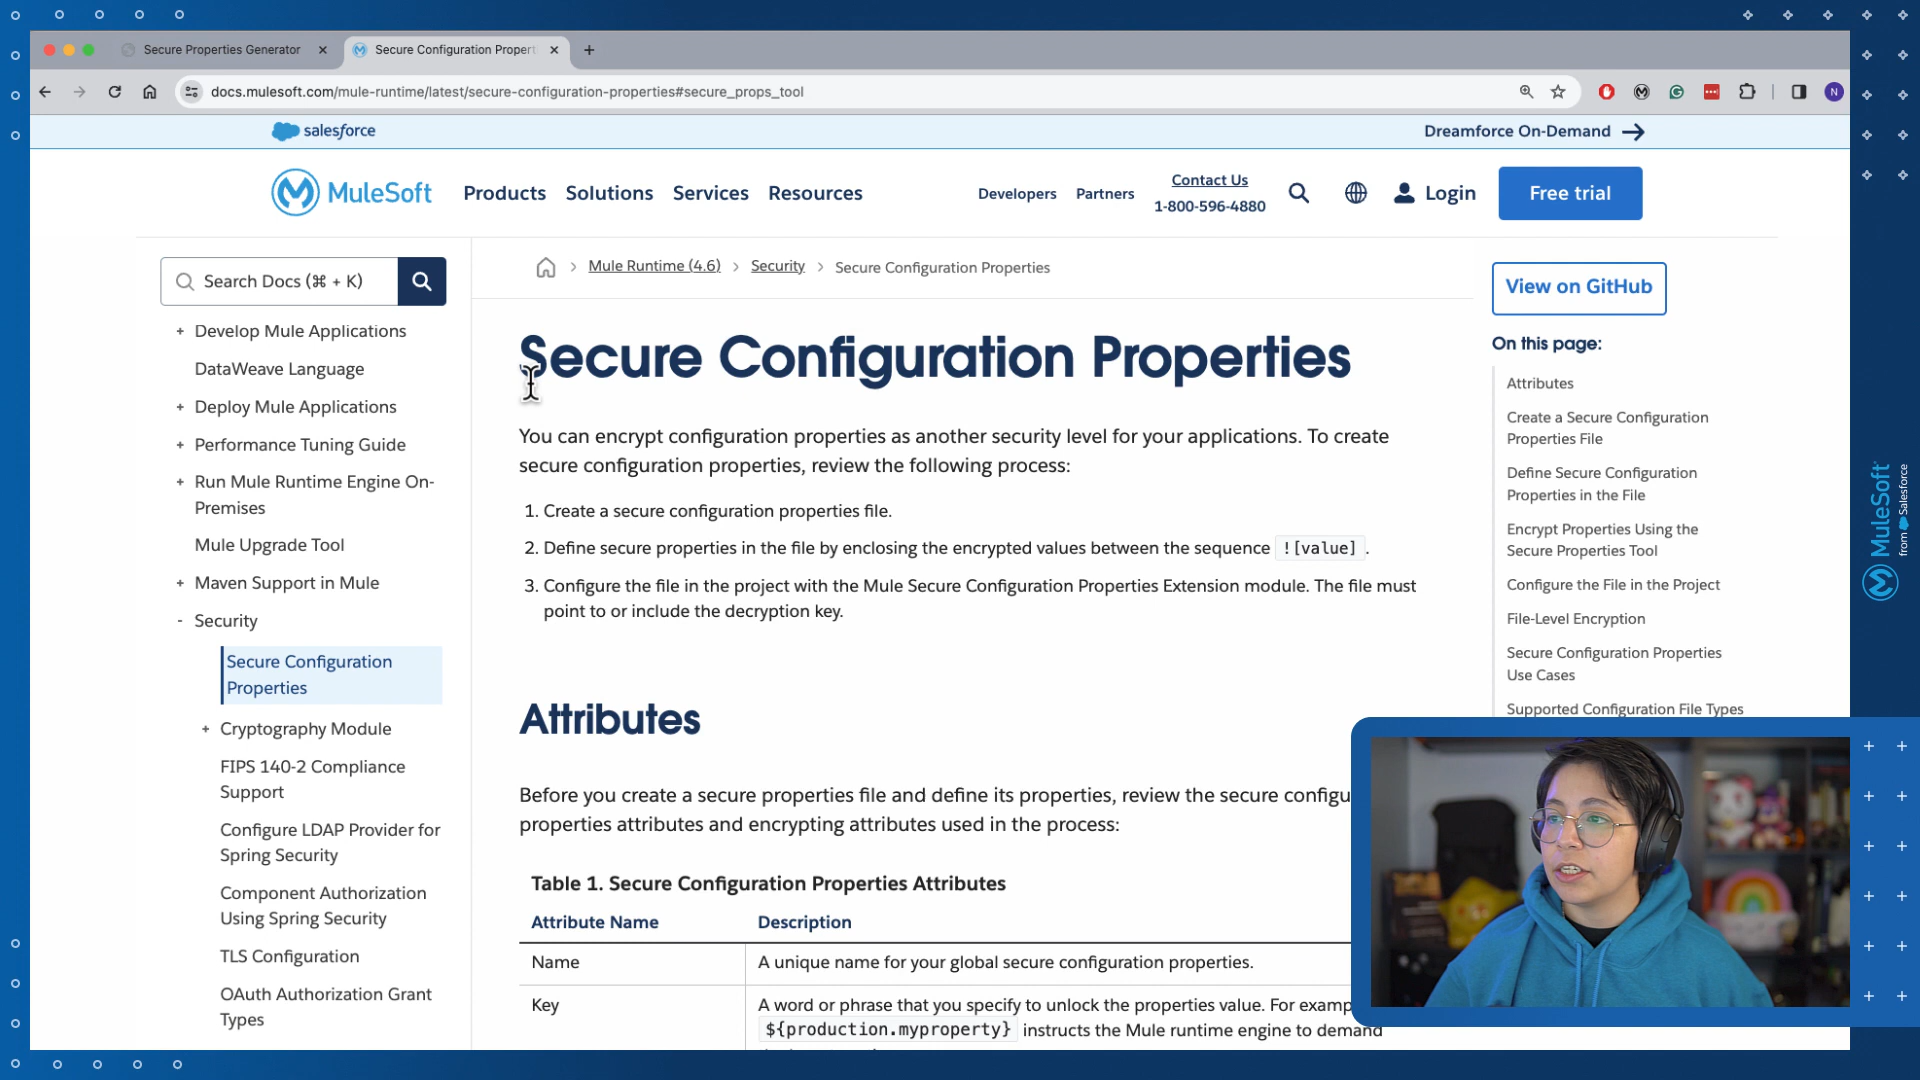 Secure Properties Generator
Secure Configuration Propert
docs.mulesoft.com/mule-runtime/latest/secure-configuration-properties#secure_props_tool
N
salesforce
Dreamforce On-Demand
MuleSoft
Products
Solutions
Services
Resources
Developers
Partners
Contact Us
1-800-596-4880
Login
Free trial
Search Docs (⌘ + K)
Mule Runtime (4.6)
Security
Secure Configuration Properties
View on GitHub
+ Develop Mule Applications
DataWeave Language
+ Deploy Mule Applications
+ Performance Tuning Guide
+ Run Mule Runtime Engine On-
Premises
Mule Upgrade Tool
+ Maven Support in Mule
- Security
Secure Configuration
Properties
+ Cryptography Module
FIPS 140-2 Compliance
Support
Configure LDAP Provider for
Spring Security
Component Authorization
Using Spring Security
TLS Configuration
OAuth Authorization Grant
Types
Secure Configuration Properties
You can encrypt configuration properties as another security level for your applications. To create
secure configuration properties, review the following process:
1. Create a secure configuration properties file.
2. Define secure properties in the file by enclosing the encrypted values between the sequence ![value] .
3. Configure the file in the project with the Mule Secure Configuration Properties Extension module. The file must
point to or include the decryption key.
Attributes
Before you create a secure properties file and define its properties, review the secure configu
properties attributes and encrypting attributes used in the process:
Table 1. Secure Configuration Properties Attributes
Attribute Name
Description
Name
A unique name for your global secure configuration properties.
Key
A word or phrase that you specify to unlock the properties value. For examp
${production.myproperty} instructs the Mule runtime engine to demand
On this page:
Attributes
Create a Secure Configuration
Properties File
Define Secure Configuration
Properties in the File
Encrypt Properties Using the
Secure Properties Tool
Configure the File in the Project
File-Level Encryption
Secure Configuration Properties
Use Cases
Supported Configuration File Types
MuleSoft
from Salesforce